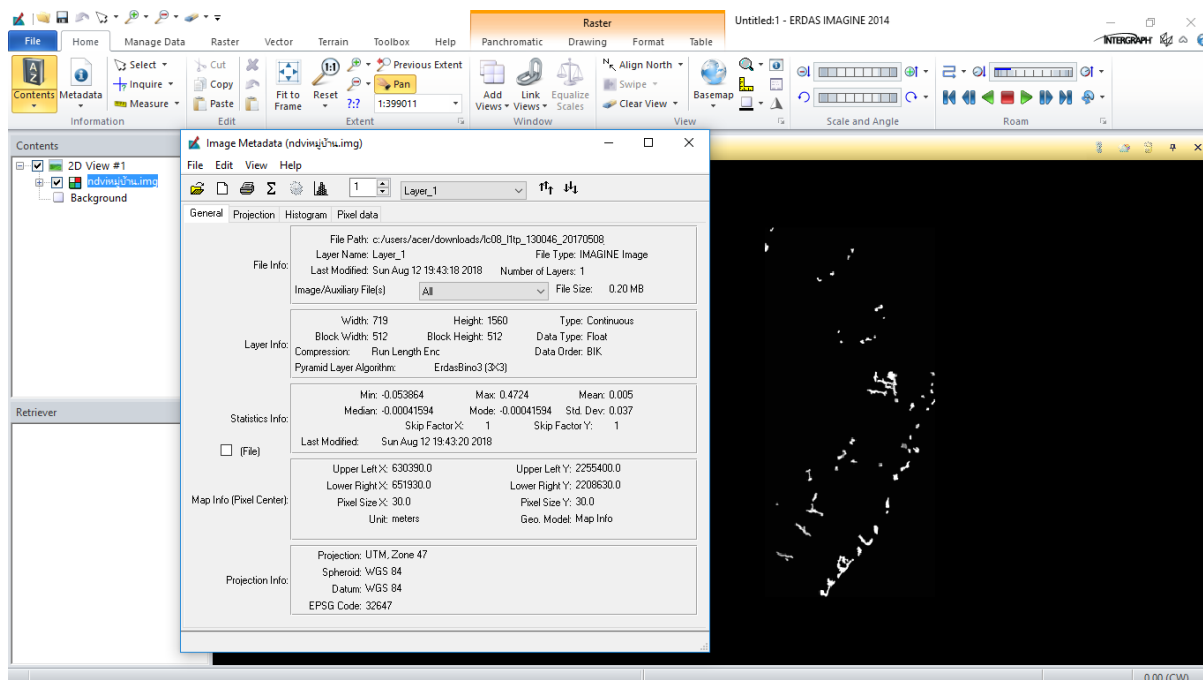 Raster
Untitled:1 - ERDAS IMAGINE 2014
File Home Manage Data Raster Vector Terrain Toolbox Help Panchromatic Drawing Format Table
INTERGRAPH
Select Cut Previous Extent Align North
Contents Metadata Inquire Copy Fit to Frame Reset Pan Add Views Link Views Equalize Scales Swipe Basemap
Measure Paste ?:? 1:399011 Clear View
Information Edit Extent Window View Scale and Angle Roam
Contents
2D View #1
ndviหมู่บ้าน.img
Background
Retriever
Image Metadata (ndviหมู่บ้าน.img)
File Edit View Help
1 Layer_1
General Projection Histogram Pixel data
File Info:
File Path: c:/users/acer/downloads/lc08_l1tp_130046_20170508
Layer Name: Layer_1 File Type: IMAGINE Image
Last Modified: Sun Aug 12 19:43:18 2018 Number of Layers: 1
Image/Auxiliary File(s) All File Size: 0.20 MB
Layer Info:
Width: 719 Height: 1560 Type: Continuous
Block Width: 512 Block Height: 512 Data Type: Float
Compression: Run Length Enc Data Order: BIK
Pyramid Layer Algorithm: ErdasBino3 (3X3)
Statistics Info:
(File)
Min: -0.053864 Max: 0.4724 Mean: 0.005
Median: -0.00041594 Mode: -0.00041594 Std. Dev: 0.037
Skip Factor X: 1 Skip Factor Y: 1
Last Modified: Sun Aug 12 19:43:20 2018
Map Info (Pixel Center):
Upper Left X: 630390.0 Upper Left Y: 2255400.0
Lower Right X: 651930.0 Lower Right Y: 2208630.0
Pixel Size X: 30.0 Pixel Size Y: 30.0
Unit: meters Geo. Model: Map Info
Projection Info:
Projection: UTM, Zone 47
Spheroid: WGS 84
Datum: WGS 84
EPSG Code: 32647
0.00 (CW)